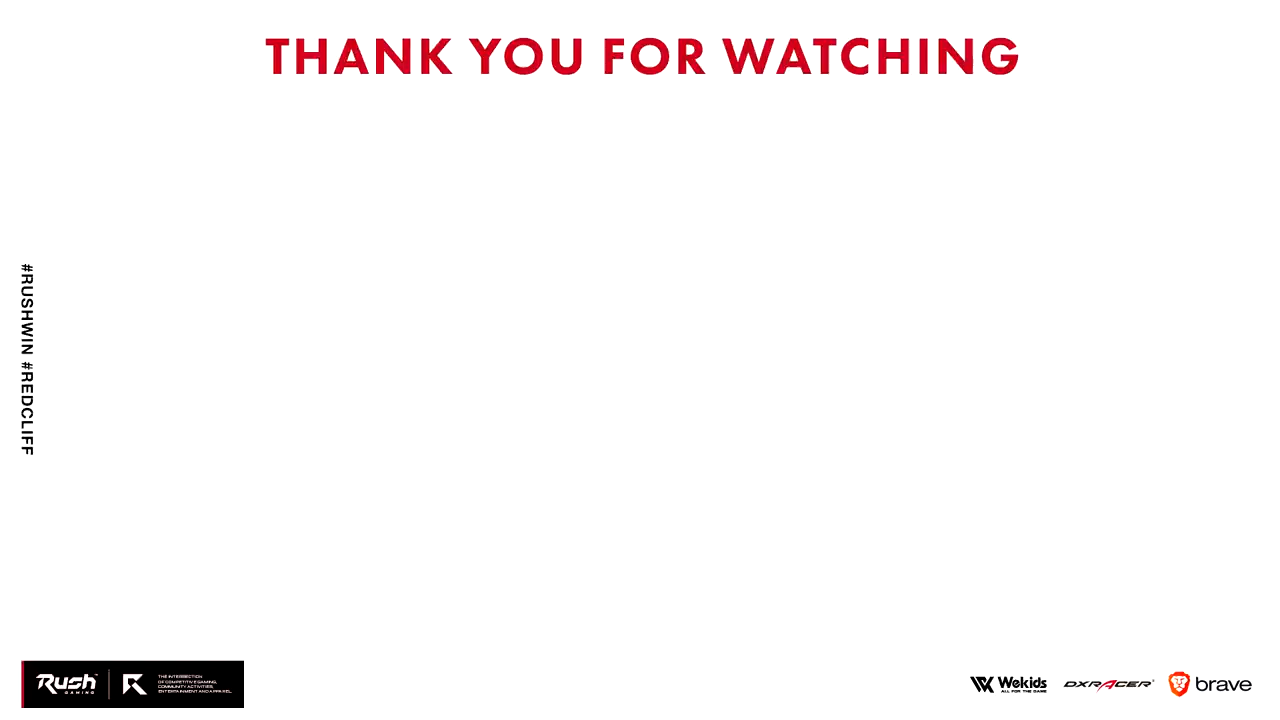 THANK YOU FOR WATCHING
#RUSHWIN #REDCLIFF
Rush
GAMING
THE INTERSECTION
OF COMPETITIVE GAMING,
COMMUNITY ACTIVITIES,
ENTERTAINMENT AND APPAREL.
Wekids
ALL FOR THE GAME
DXRACER
brave